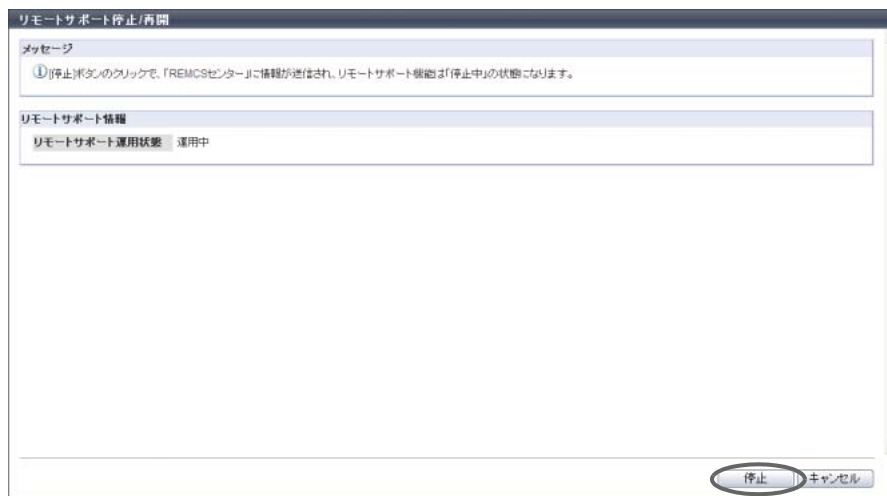 リモートサポート停止/再開
メッセージ
[停止]ボタンのクリックで、「REMCSセンター」に情報が送信され、リモートサポート機能は「停止中」の状態になります。
リモートサポート情報
リモートサポート運用状態 運用中
停止 キャンセル